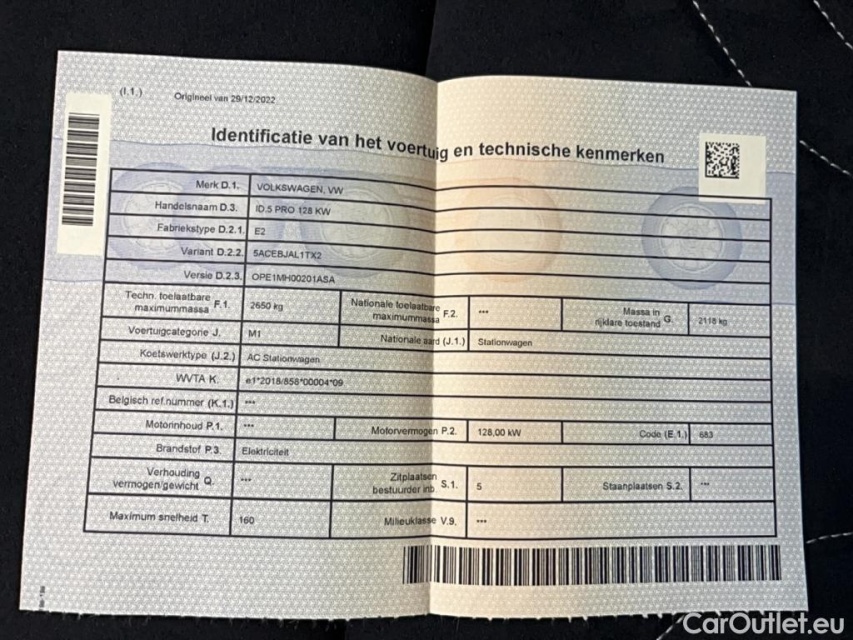 (I.1.) Origineel van 29/12/2022
Identificatie van het voertuig en technische kenmerken
Merk D.1. VOLKSWAGEN, VW
Handelsnaam D.3. ID.5 PRO 128 KW
Fabriekstype D.2.1. E2
Variant D.2.2. 5ACEBJAL1TX2
Versie D.2.3. OPE1MH00201ASA
Techn. toelaatbare maximummassa F.1. 2650 kg Nationale toelaatbare maximummassa F.2. *** Massa in rijklare toestand G. 2118 kg
Voertuigcategorie J. M1 Nationale aard (J.1.) Stationwagen
Koetswerktype (J.2.) AC Stationwagen
WVTA K. e1*2018/858*00004*09
Belgisch ref.nummer (K.1.) ***
Motorinhoud P.1. *** Motorvermogen P.2. 128,00 kW Code (E.1.) 683
Brandstof P.3. Elektriciteit
Verhouding vermogen/gewicht Q. *** Zitplaatsen bestuurder inb. S.1. 5 Staanplaatsen S.2. ***
Maximum snelheid T. 160 Milieuklasse V.9. ***
CarOutlet.eu